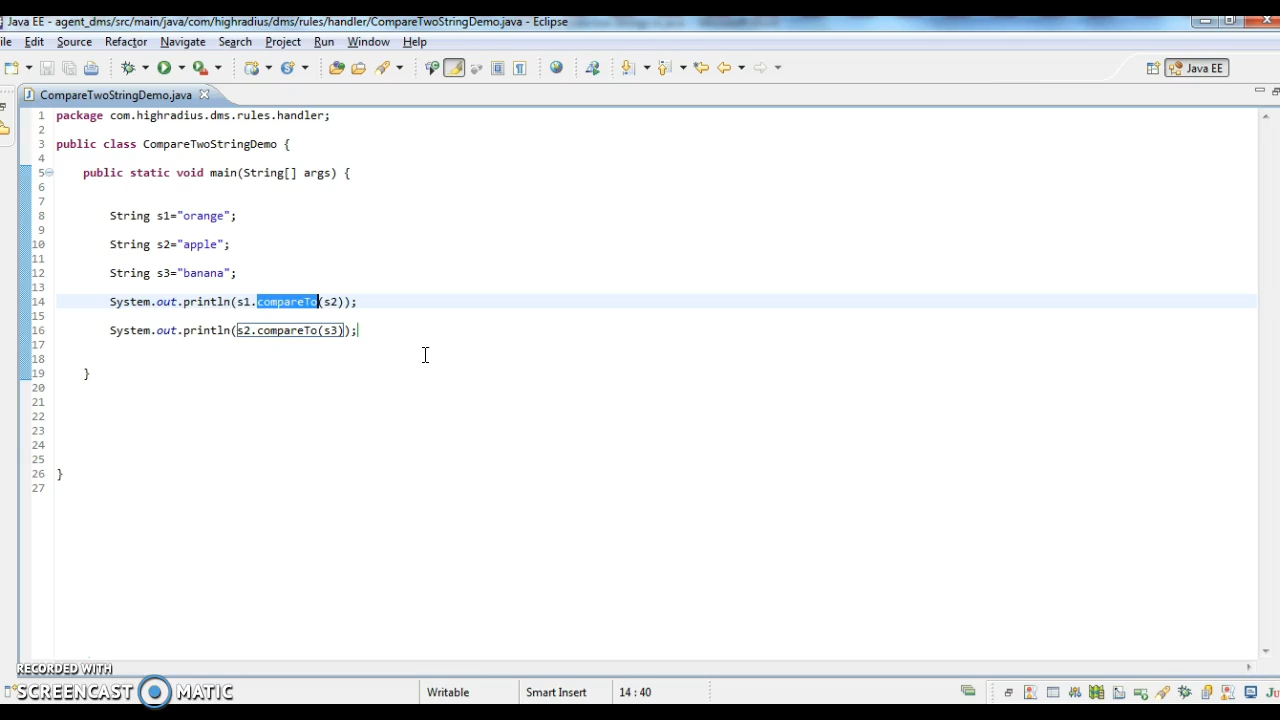 Java EE - agent_dms/src/main/java/com/highradius/dms/rules/handler/CompareTwoStringDemo.java - Eclipse
ile Edit Source Refactor Navigate Search Project Run Window Help
Java EE
CompareTwoStringDemo.java
1 package com.highradius.dms.rules.handler;
2
3 public class CompareTwoStringDemo {
4
5 public static void main(String[] args) {
6
7
8 String s1="orange";
9
10 String s2="apple";
11
12 String s3="banana";
13
14 System.out.println(s1.compareTo(s2));
15
16 System.out.println(s2.compareTo(s3));
17
18
19 }
20
21
22
23
24
25
26 }
27
RECORDED WITH
SCREENCAST MATIC
Writable Smart Insert 14 : 40
Ju